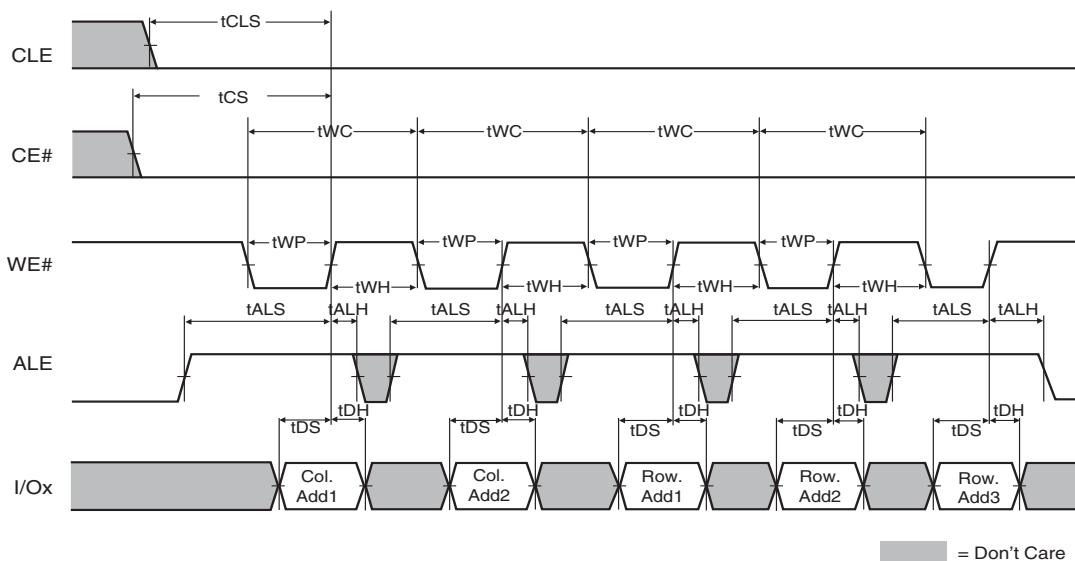 tCLS
CLE
tCS
tWC tWC tWC tWC
CE#
tWP tWP tWP tWP
WE#
tWH tWH tWH tWH
tALS tALH tALS tALH tALS tALH tALS tALH tALS tALH
ALE
tDS tDH tDS tDH tDS tDH tDS tDH tDS tDH
I/Ox
Col. Add1
Col. Add2
Row. Add1
Row. Add2
Row. Add3
= Don't Care